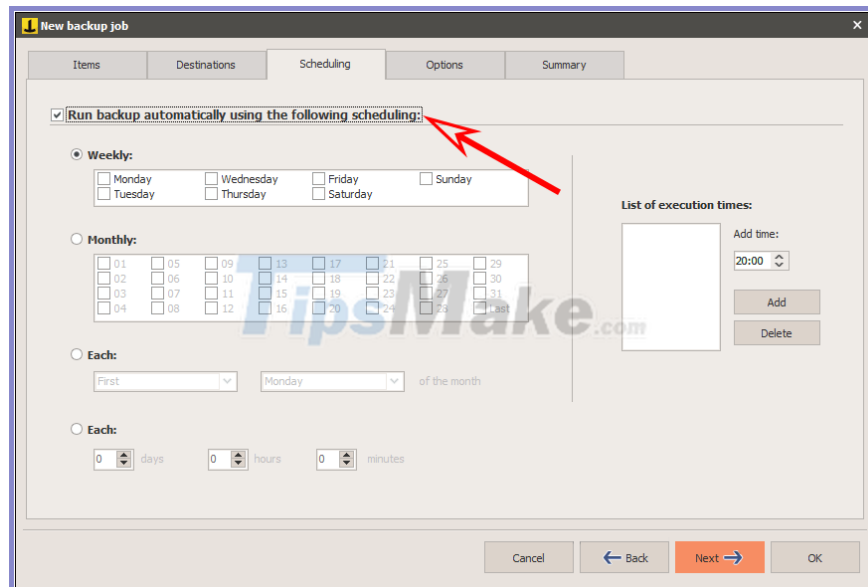 New backup job
Items Destinations Scheduling Options Summary
Run backup automatically using the following scheduling:
Weekly:
Monday Wednesday Friday Sunday
Tuesday Thursday Saturday
List of execution times:
Add time:
20:00
Add
Delete
Monthly:
01 05 09 13 17 21 25 29
02 06 10 14 18 22 26 30
03 07 11 15 19 23 27 31
04 08 12 16 20 24 28 Last
TipsMake.com
Each:
First Monday of the month
Each:
0 days 0 hours 0 minutes
Cancel Back Next OK